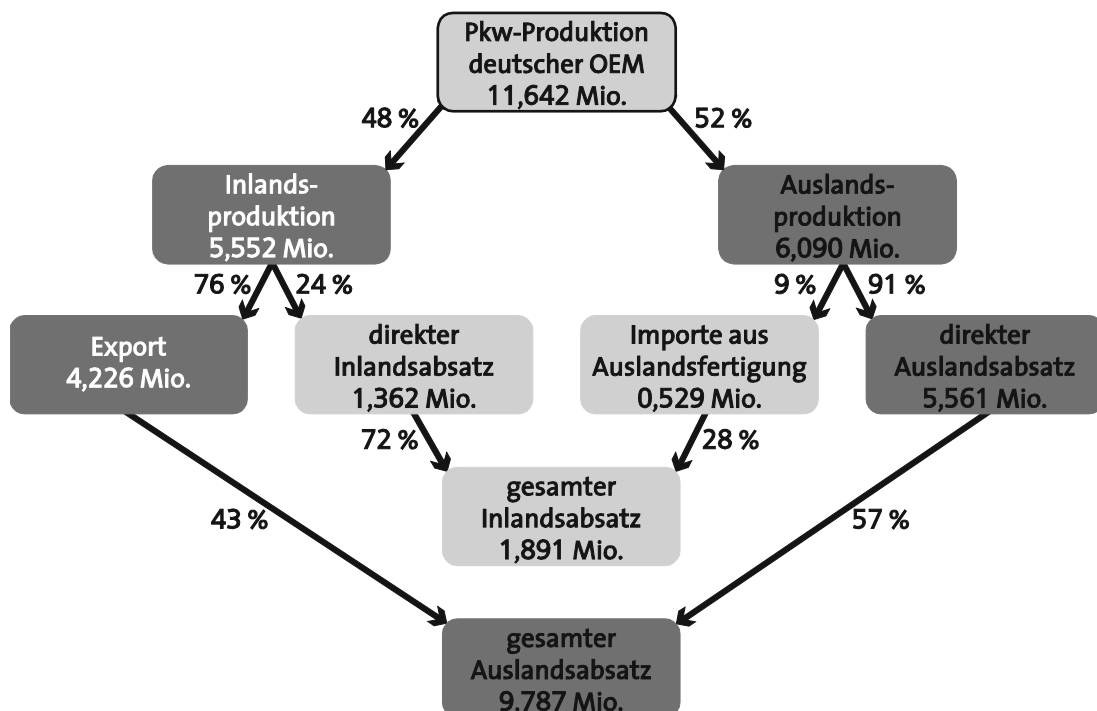 Pkw-Produktion
deutscher OEM
11,642 Mio.
48 %
52 %
Inlands-
produktion
5,552 Mio.
Auslands-
produktion
6,090 Mio.
76 %
24 %
9 %
91 %
Export
4,226 Mio.
direkter
Inlandsabsatz
1,362 Mio.
Importe aus
Auslandsfertigung
0,529 Mio.
direkter
Auslandsabsatz
5,561 Mio.
72 %
28 %
gesamter
Inlandsabsatz
1,891 Mio.
43 %
57 %
gesamter
Auslandsabsatz
9,787 Mio.